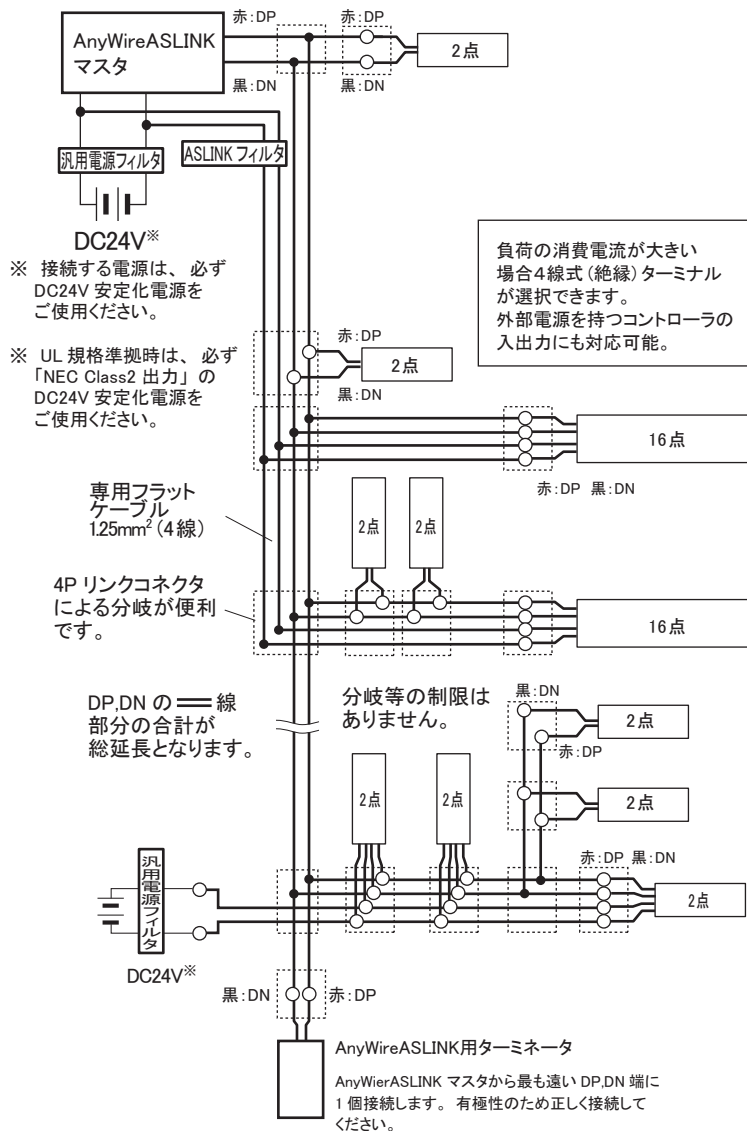 赤：DP
赤：DP
AnyWireASLINK
マスタ
2点
黒：DN
黒：DN
汎用電源フィルタ
ASLINK フィルタ
DC24V※
※ 接続する電源は、必ず
DC24V 安定化電源を
ご使用ください。
※ UL 規格準拠時は、必ず
「NEC Class2 出力」の
DC24V 安定化電源を
ご使用ください。
負荷の消費電流が大きい
場合４線式（絶縁）ターミナル
が選択できます。
外部電源を持つコントローラの
入出力にも対応可能。
赤：DP
2点
黒：DN
16点
赤：DP 黒：DN
専用フラット
ケーブル
1.25mm²（4線）
2点
2点
4P リンクコネクタ
による分岐が便利
です。
16点
DP,DN の 線
部分の合計が
総延長となります。
分岐等の制限は
ありません。
黒：DN
2点
赤：DP
2点
2点
2点
赤：DP 黒：DN
2点
汎用電源フィルタ
DC24V※
黒：DN
赤：DP
AnyWireASLINK用ターミネータ
AnyWierASLINK マスタから最も遠い DP,DN 端に
1 個接続します。有極性のため正しく接続して
ください。